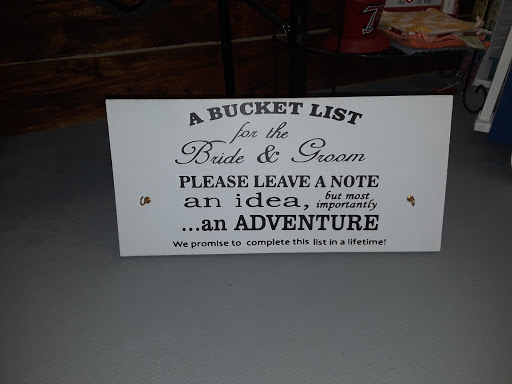 7
A BUCKET LIST
for the
Bride & Groom
PLEASE LEAVE A NOTE
an idea, but most importantly
...an ADVENTURE
We promise to complete this list in a lifetime!